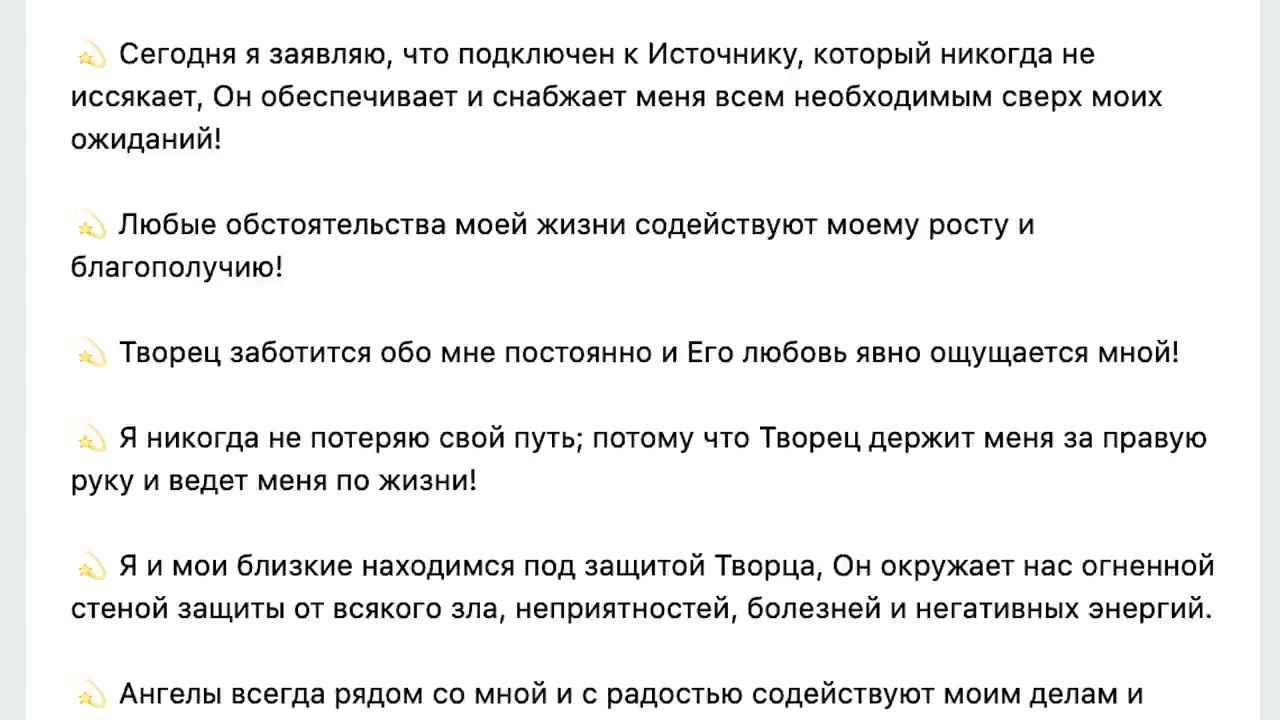 💫 Сегодня я заявляю, что подключен к Источнику, который никогда не
иссякает, Он обеспечивает и снабжает меня всем необходимым сверх моих
ожиданий!
💫 Любые обстоятельства моей жизни содействуют моему росту и
благополучию!
💫 Творец заботится обо мне постоянно и Его любовь явно ощущается мной!
💫 Я никогда не потеряю свой путь; потому что Творец держит меня за правую
руку и ведет меня по жизни!
💫 Я и мои близкие находимся под защитой Творца, Он окружает нас огненной
стеной защиты от всякого зла, неприятностей, болезней и негативных энергий.
💫 Ангелы всегда рядом со мной и с радостью содействуют моим делам и